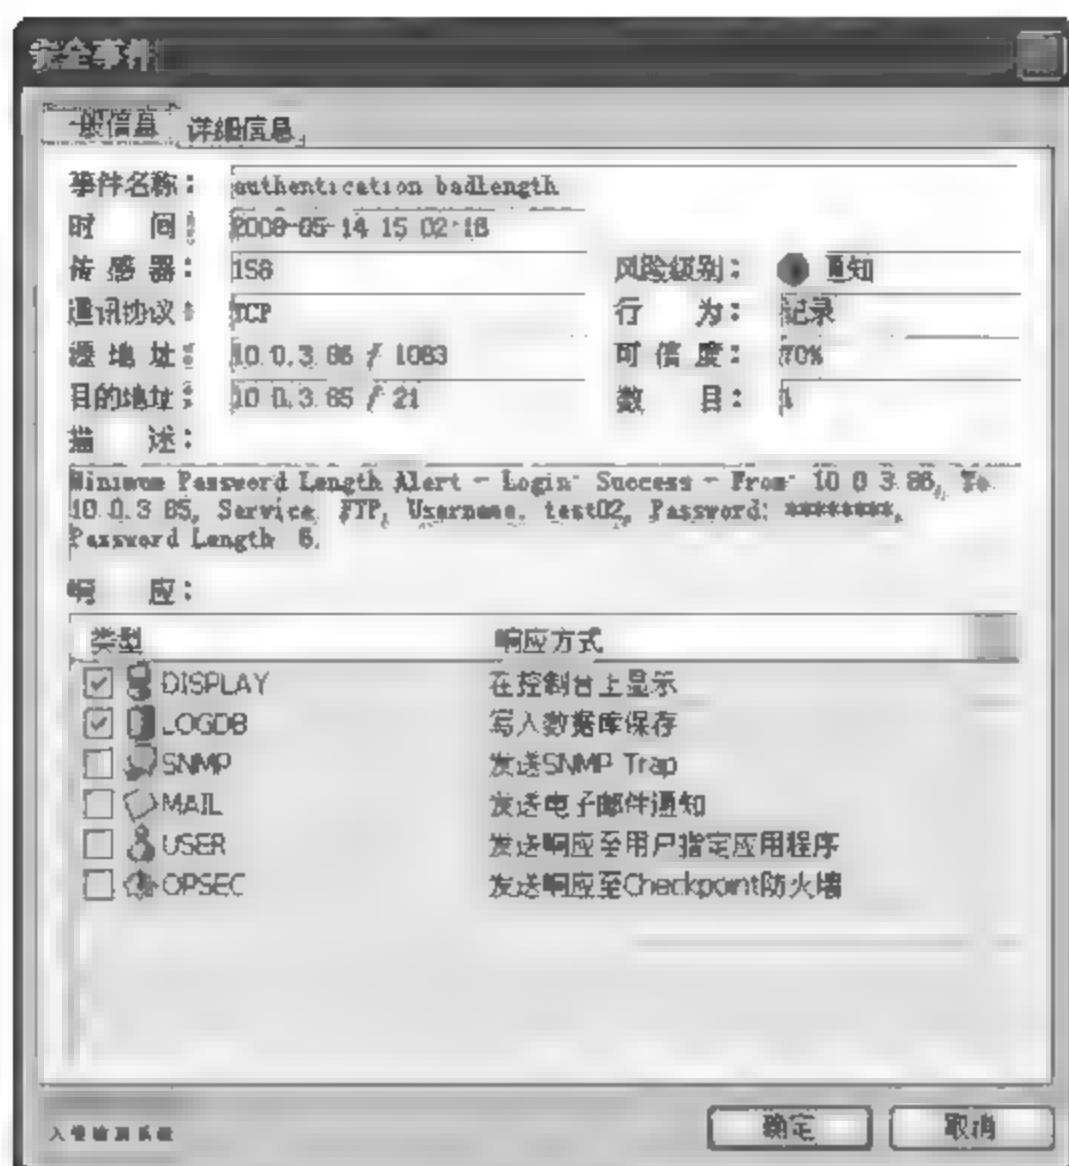 安全事件
一般信息 详细信息
事件名称： authentication badlength
时 间： 2008-05-14 15 02:18
传 感 器： 158 风险级别： 通知
通讯协议： TCP 行 为： 记录
源 地 址： 10 0.3 86 / 1083 可 信 度： 70%
目的地址： 10 0.3 85 / 21 数 目： 1
描 述：
Minimum Password Length Alert - Login: Success - From: 10 0 3 86, To
10.0.3 85, Service, FTP, Username, test02, Password: ********,
Password Length 6,
响 应：
类型 响应方式
DISPLAY 在控制台上显示
LOGDB 写入数据库保存
SNMP 发送SNMP Trap
MAIL 发送电子邮件通知
USER 发送响应至用户指定应用程序
OPSEC 发送响应至Checkpoint防火墙
入侵检测系统 确定 取消